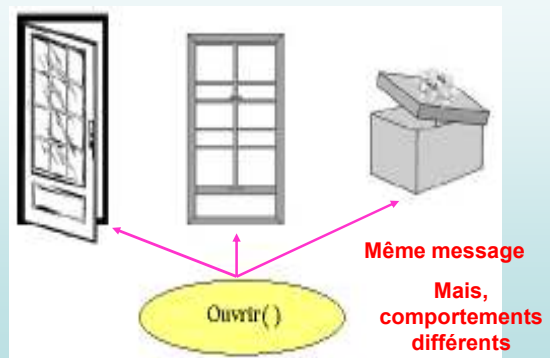 Même message
Mais,
comportements
différents
Ouvrir( )